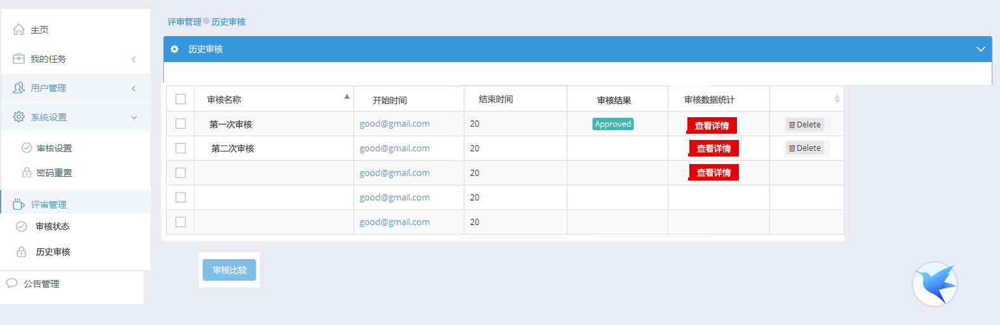 主页
我的任务
用户管理
系统设置
审核设置
密码重置
评审管理
审核状态
历史审核
公告管理
评审管理 历史审核
历史审核
审核名称 开始时间 结束时间 审核结果 审核数据统计
第一次审核 good@gmail.com 20 Approved 查看详情 Delete
第二次审核 good@gmail.com 20 查看详情 Delete
good@gmail.com 20 查看详情
good@gmail.com 20
good@gmail.com 20
审核比较